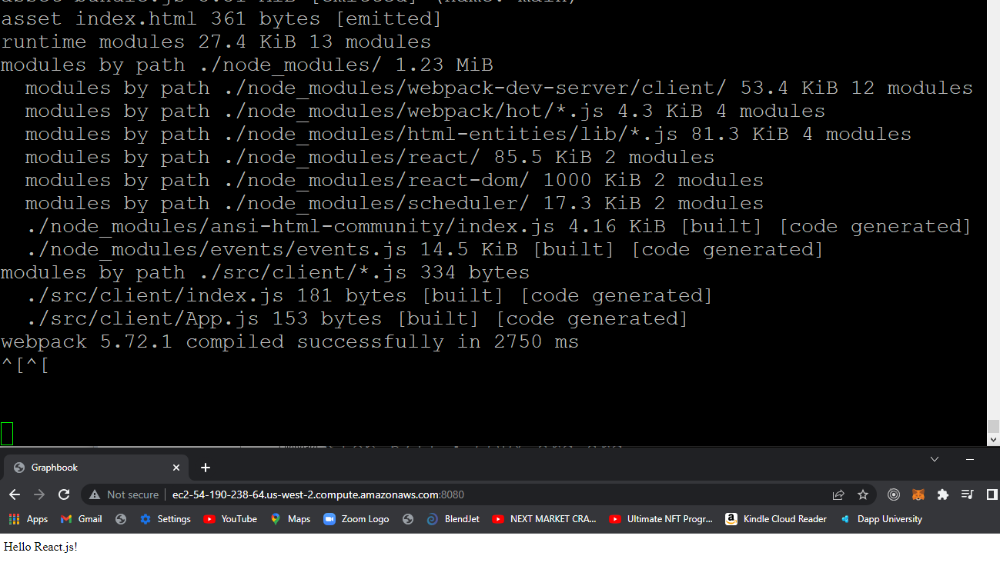 asset bundle.js
asset index.html 361 bytes [emitted]
runtime modules 27.4 KiB 13 modules
modules by path ./node_modules/ 1.23 MiB
  modules by path ./node_modules/webpack-dev-server/client/ 53.4 KiB 12 modules
  modules by path ./node_modules/webpack/hot/*.js 4.3 KiB 4 modules
  modules by path ./node_modules/html-entities/lib/*.js 81.3 KiB 4 modules
  modules by path ./node_modules/react/ 85.5 KiB 2 modules
  modules by path ./node_modules/react-dom/ 1000 KiB 2 modules
  modules by path ./node_modules/scheduler/ 17.3 KiB 2 modules
  ./node_modules/ansi-html-community/index.js 4.16 KiB [built] [code generated]
  ./node_modules/events/events.js 14.5 KiB [built] [code generated]
modules by path ./src/client/*.js 334 bytes
  ./src/client/index.js 181 bytes [built] [code generated]
  ./src/client/App.js 153 bytes [built] [code generated]
webpack 5.72.1 compiled successfully in 2750 ms
^[^[
Graphbook
Not secure ec2-54-190-238-64.us-west-2.compute.amazonaws.com:8080
Apps Gmail Settings YouTube Maps Zoom Logo BlendJet NEXT MARKET CRA... Ultimate NFT Progr... Kindle Cloud Reader Dapp University
Hello React.js!